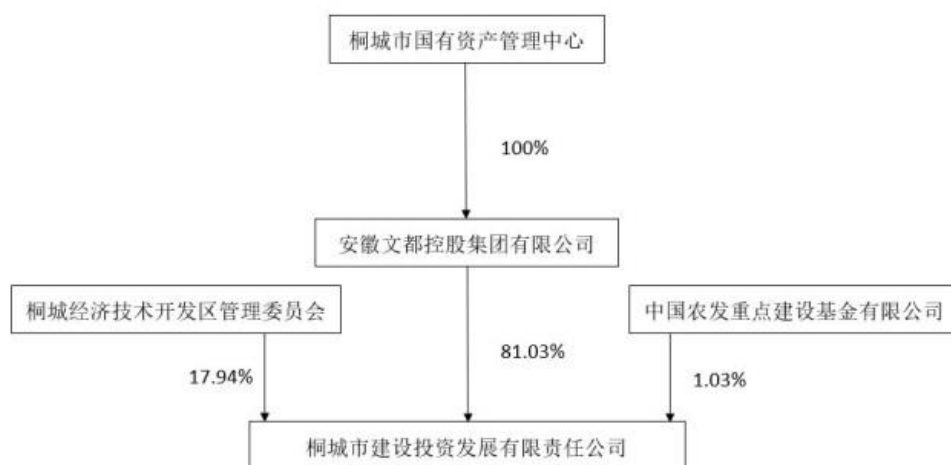 桐城市国有资产管理中心
100%
安徽文都控股集团有限公司
桐城经济技术开发区管理委员会
中国农发重点建设基金有限公司
17.94%
81.03%
1.03%
桐城市建设投资发展有限责任公司